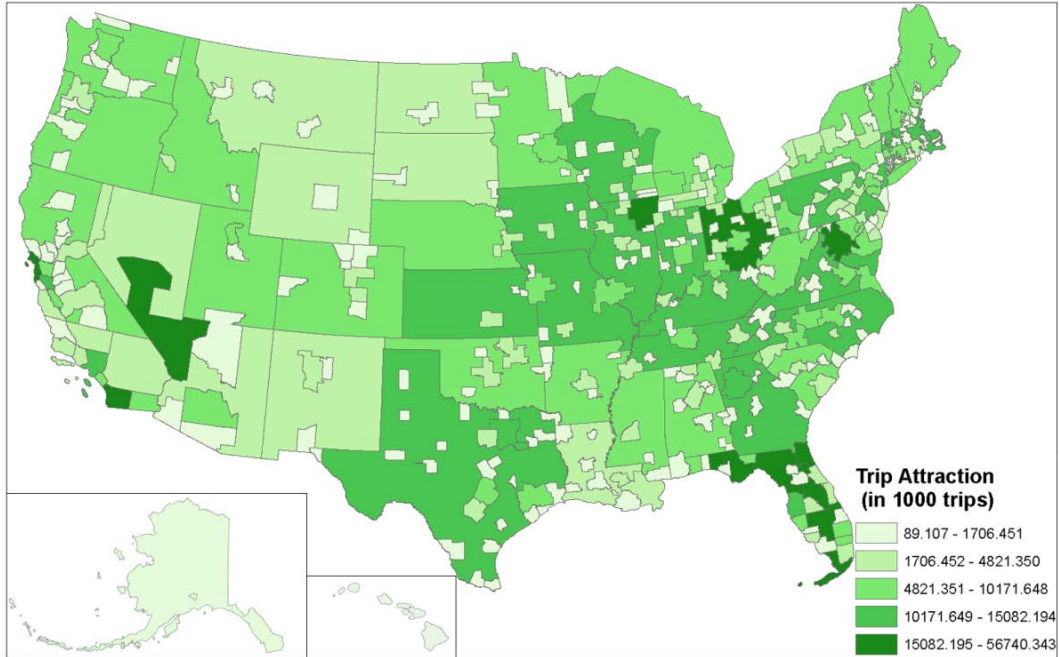 Trip Attraction
(in 1000 trips)
89.107 - 1706.451
1706.452 - 4821.350
4821.351 - 10171.648
10171.649 - 15082.194
15082.195 - 56740.343